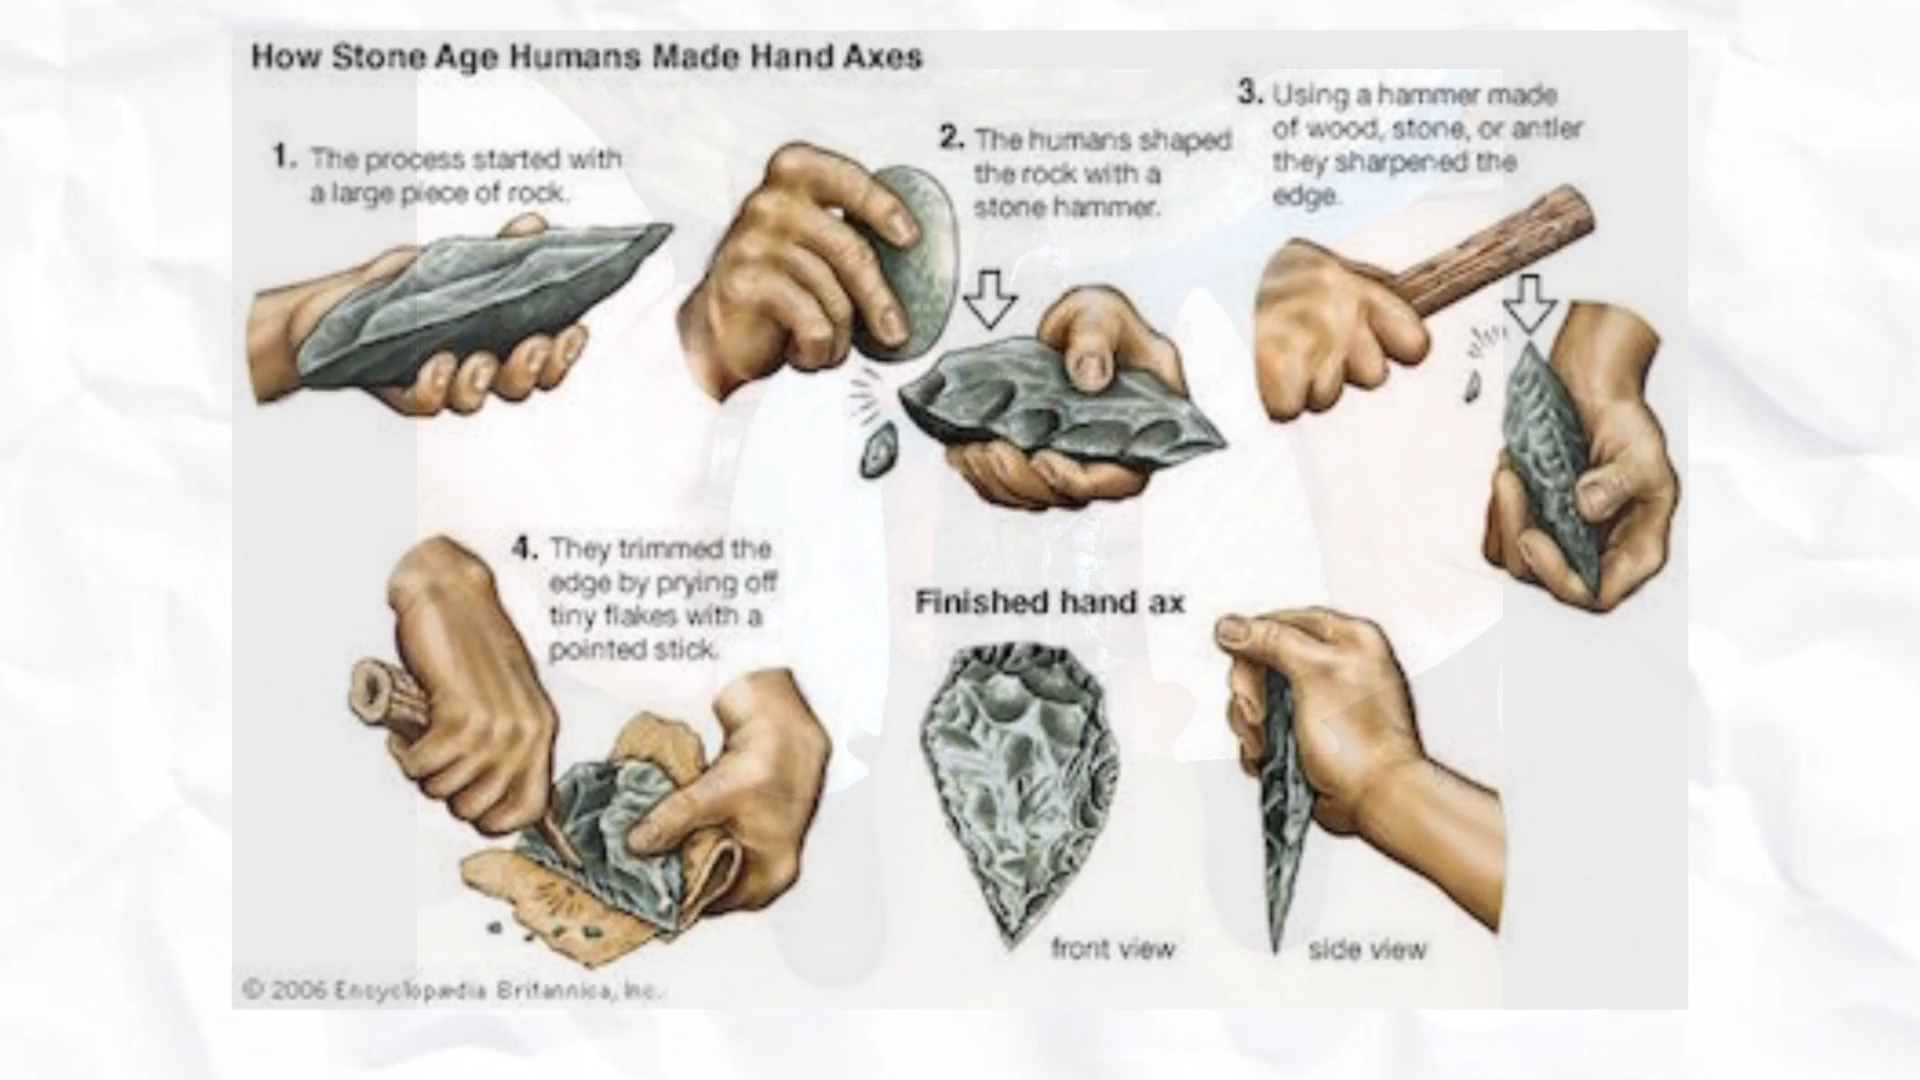 How Stone Age Humans Made Hand Axes
1. The process started with
a large piece of rock.
2. The humans shaped
the rock with a
stone hammer.
3. Using a hammer made
of wood, stone, or antler
they sharpened the
edge.
4. They trimmed the
edge by prying off
tiny flakes with a
pointed stick.
Finished hand ax
front view
side view
© 2006 Encyclopædia Britannica, Inc.